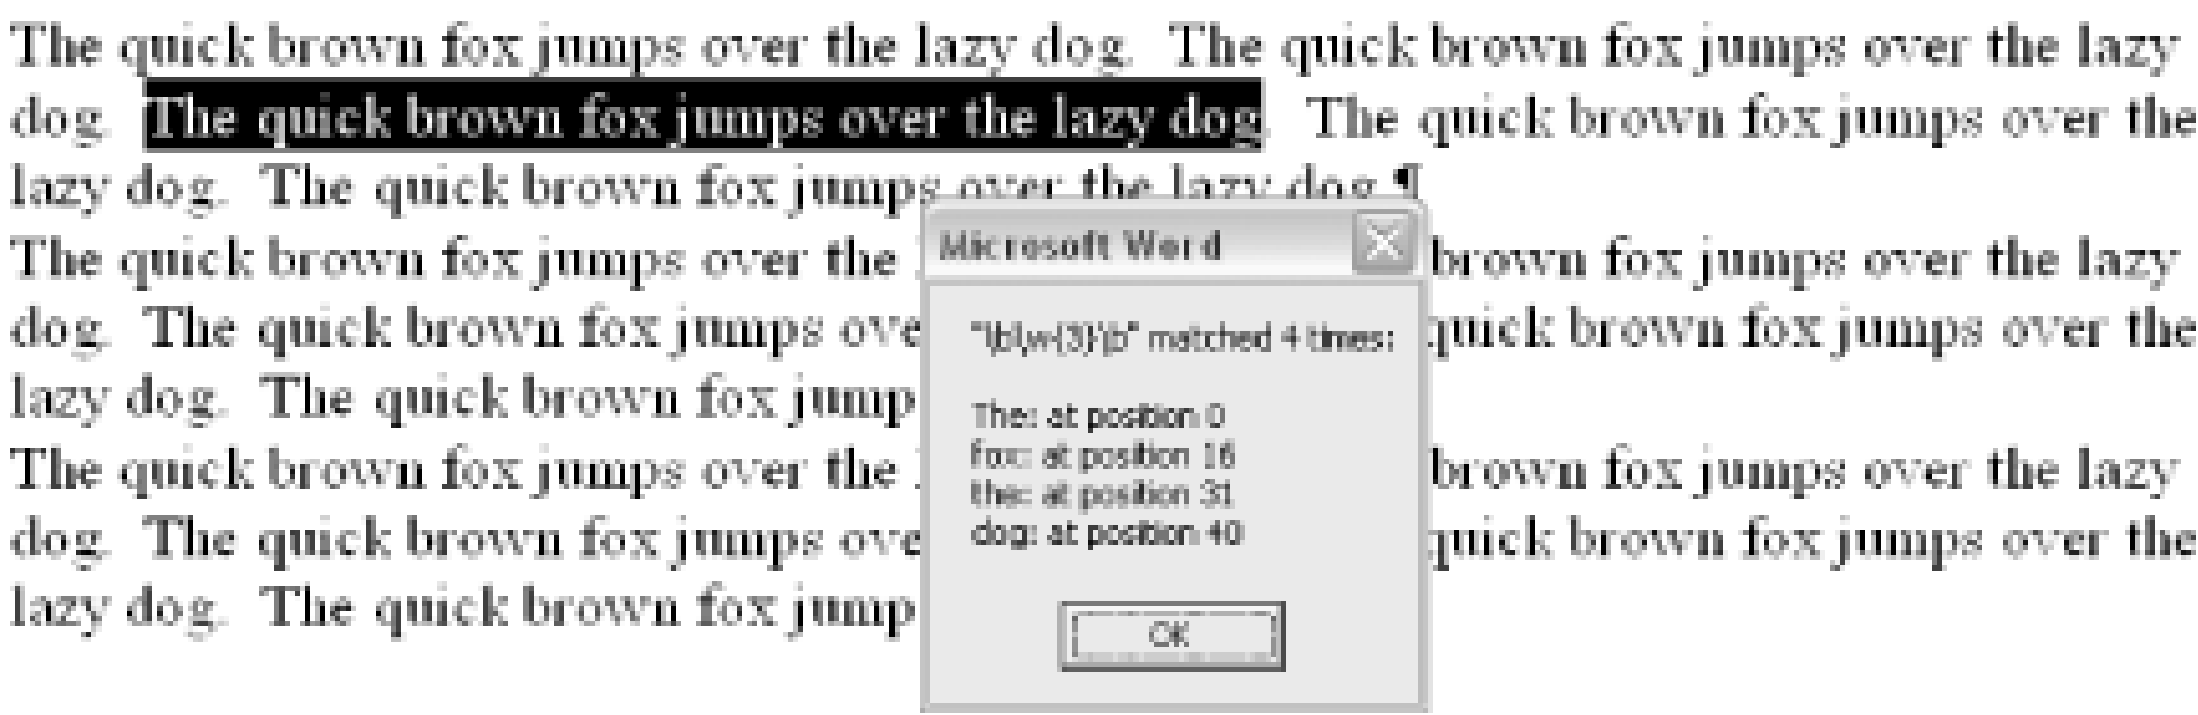 The quick brown fox jumps over the lazy dog. The quick brown fox jumps over the lazy
dog. The quick brown fox jumps over the lazy dog. The quick brown fox jumps over the
lazy dog. The quick brown fox jumps over the lazy dog.¶
The quick brown fox jumps over the brown fox jumps over the lazy
dog. The quick brown fox jumps ove quick brown fox jumps over the
lazy dog. The quick brown fox jump
The quick brown fox jumps over the brown fox jumps over the lazy
dog. The quick brown fox jumps ove quick brown fox jumps over the
lazy dog. The quick brown fox jump
Microsoft Word
"\b\w{3}\b" matched 4 times:
The: at position 0
fox: at position 16
the: at position 31
dog: at position 40
OK